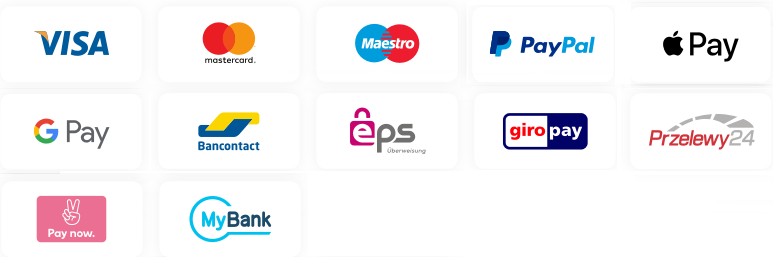 VISA
mastercard.
Maestro
PayPal
Pay
G Pay
Bancontact
eps
Überweisung
giropay
Przelewy24
Pay now.
MyBank